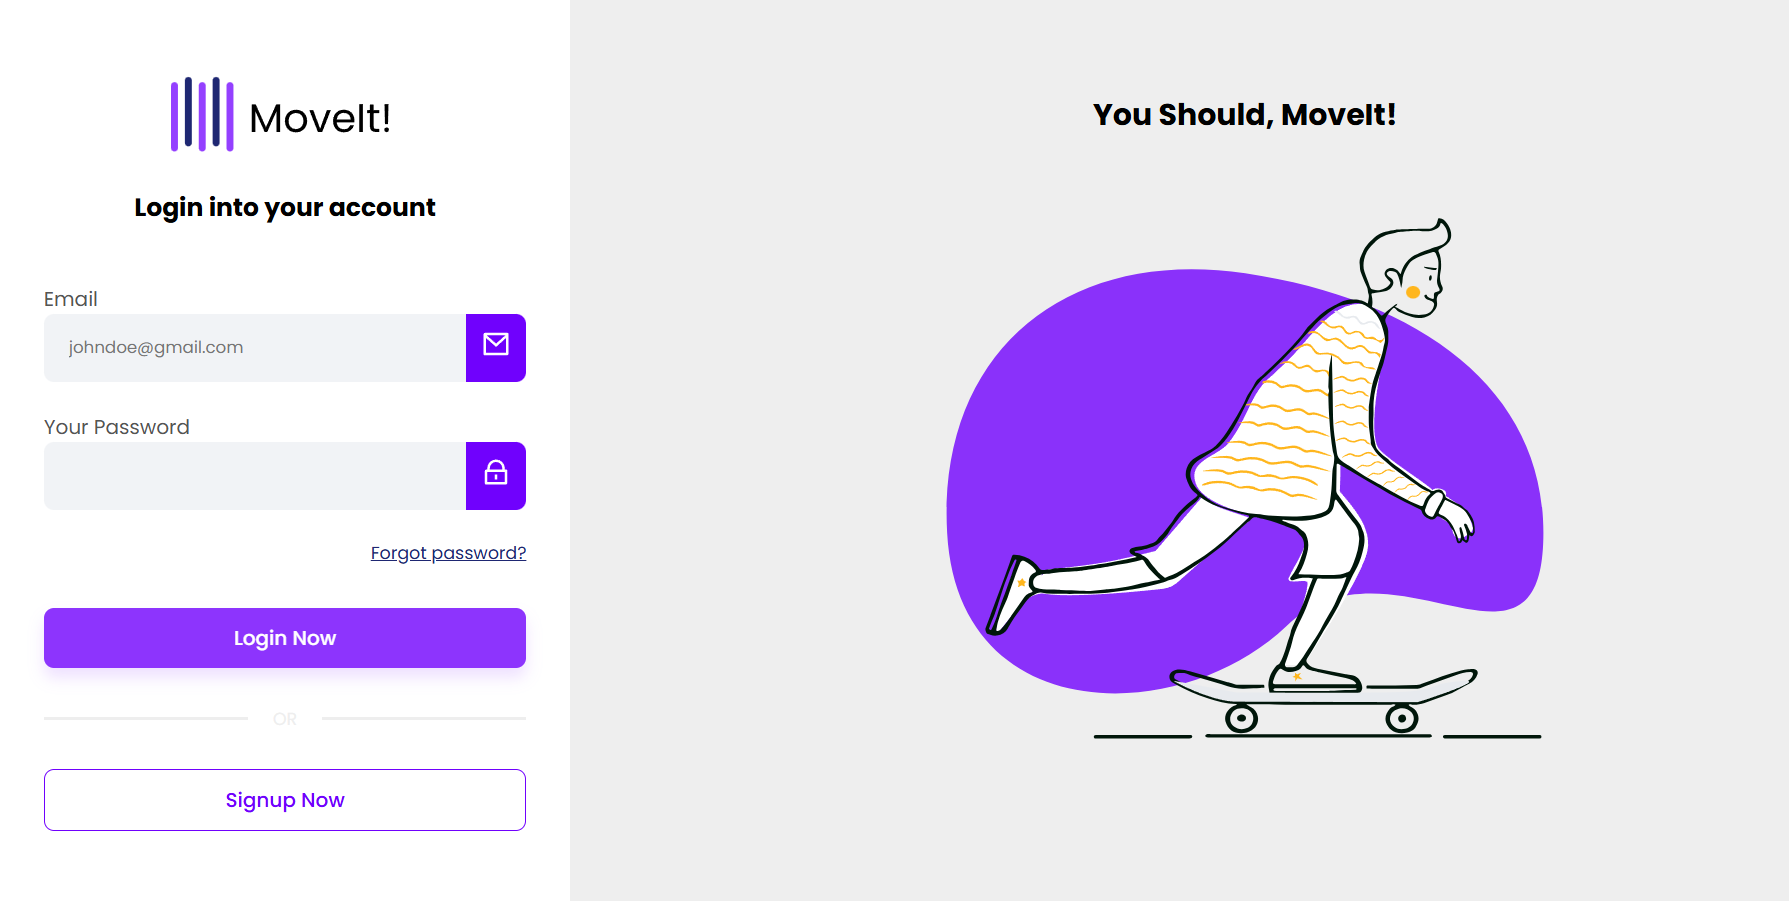 MoveIt!
Login into your account
Email
johndoe@gmail.com
Your Password
Forgot password?
Login Now
OR
Signup Now
You Should, MoveIt!